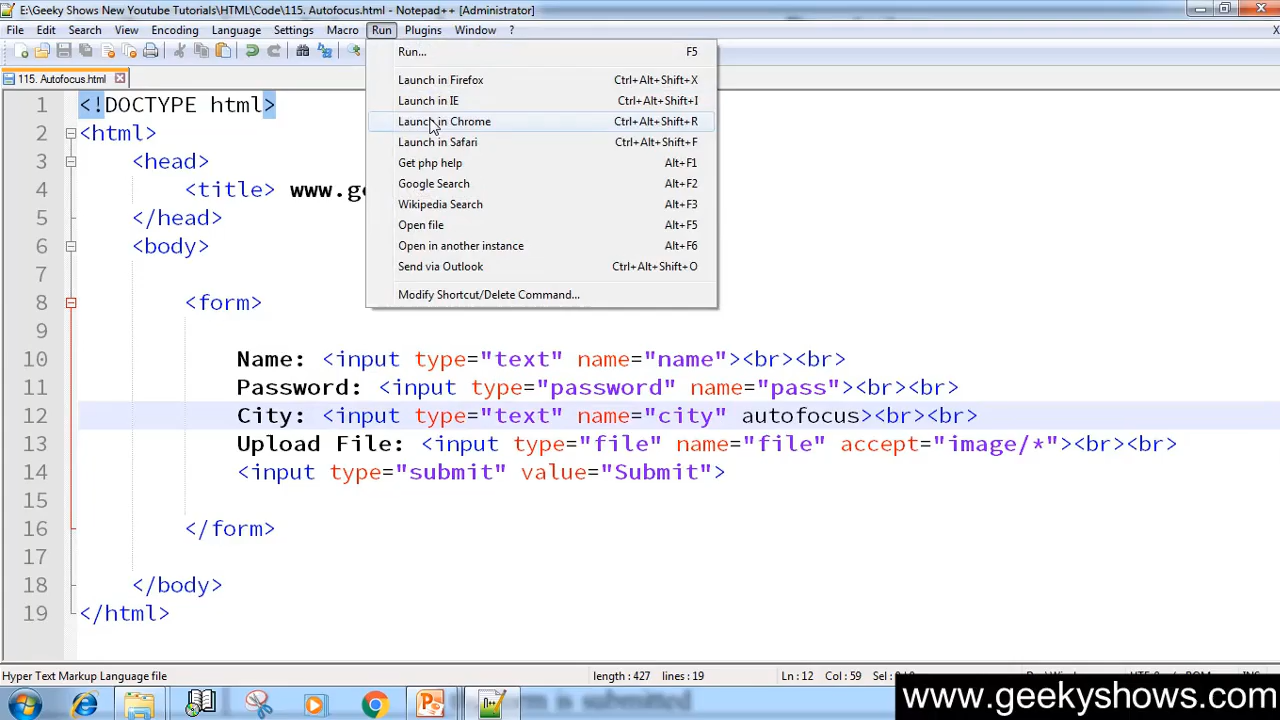 E:\Geeky Shows New Youtube Tutorials\HTML\Code\115. Autofocus.html - Notepad++ [Administrator]
File Edit Search View Encoding Language Settings Macro Run Plugins Window ? X
115. Autofocus.html
Run... F5
Launch in Firefox Ctrl+Alt+Shift+X
Launch in IE Ctrl+Alt+Shift+I
Launch in Chrome Ctrl+Alt+Shift+R
Launch in Safari Ctrl+Alt+Shift+F
Get php help Alt+F1
Google Search Alt+F2
Wikipedia Search Alt+F3
Open file Alt+F5
Open in another instance Alt+F6
Send via Outlook Ctrl+Alt+Shift+O
Modify Shortcut/Delete Command...
1 <!DOCTYPE html>
2 <html>
3 <head>
4 <title> www.ge
5 </head>
6 <body>
7
8 <form>
9
10 Name: <input type="text" name="name"><br><br>
11 Password: <input type="password" name="pass"><br><br>
12 City: <input type="text" name="city" autofocus><br><br>
13 Upload File: <input type="file" name="file" accept="image/*"><br><br>
14 <input type="submit" value="Submit">
15
16 </form>
17
18 </body>
19 </html>
Hyper Text Markup Language file length : 427 lines : 19 Ln : 12 Col : 59
form is submitted
www.geekyshows.com